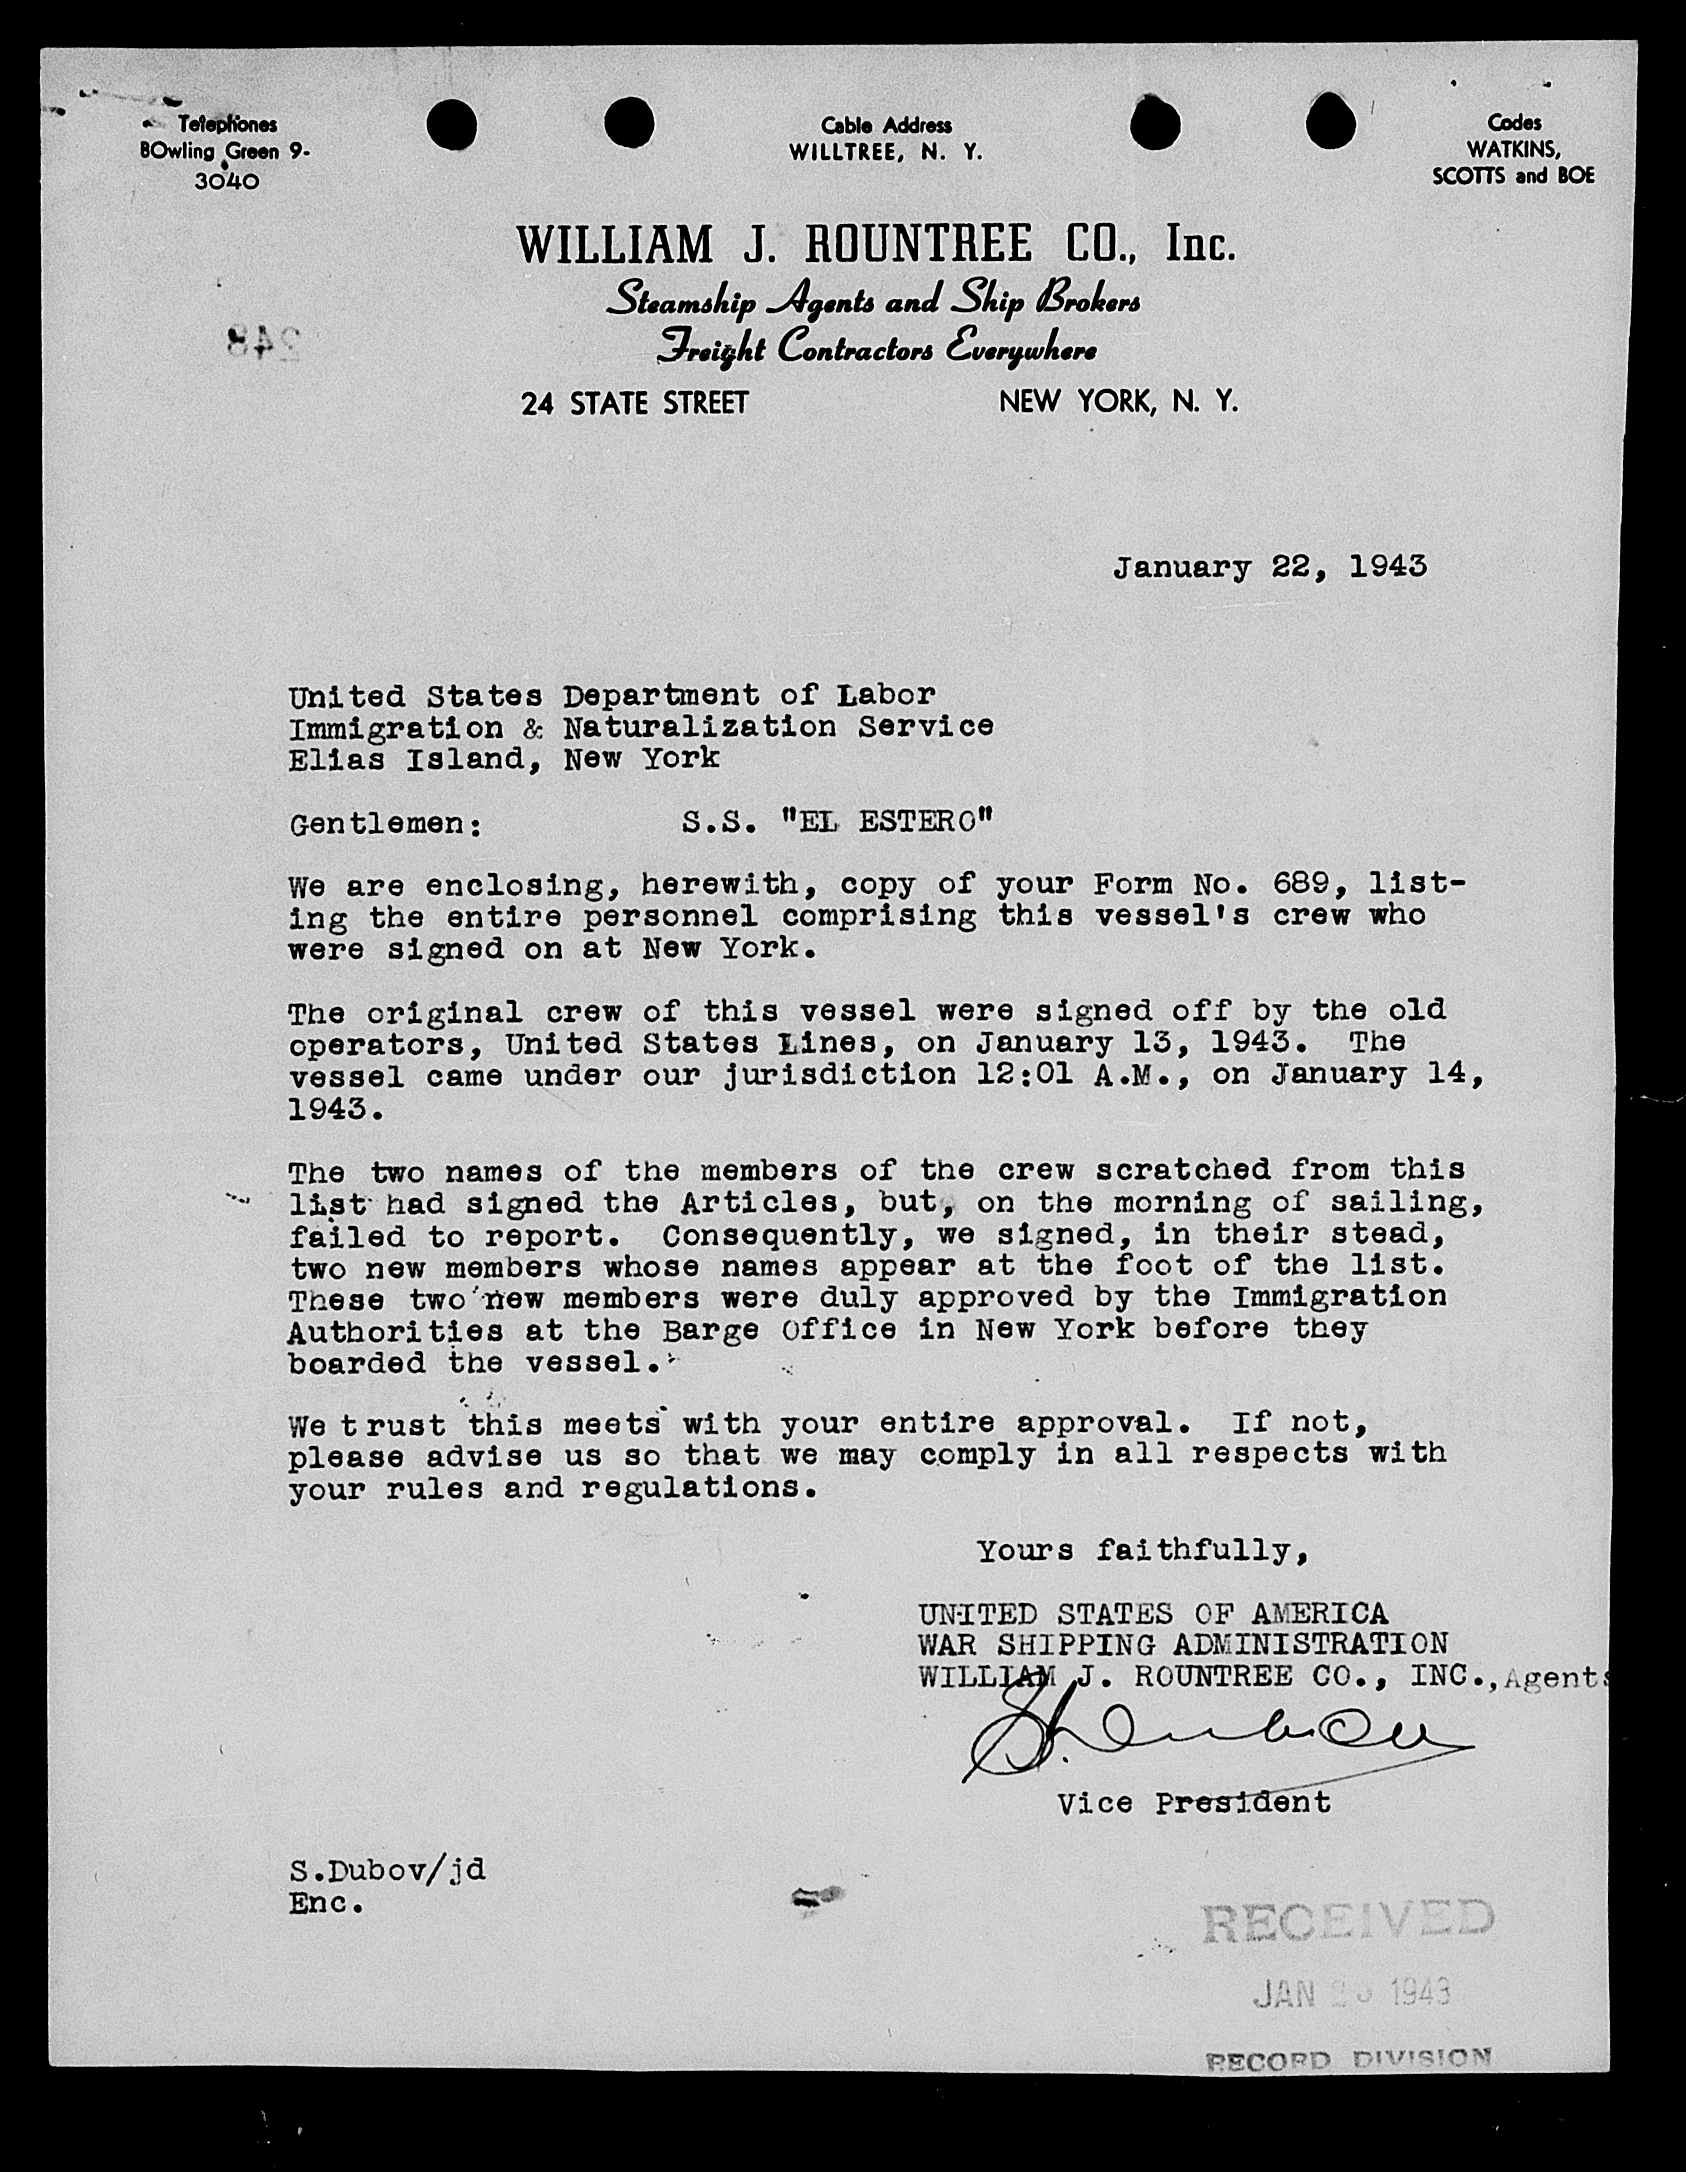 Telephones
BOwling Green 9-
3040
Cable Address
WILLTREE, N. Y.
Codes
WATKINS,
SCOTTS and BOE
WILLIAM J. ROUNTREE CO., Inc.
Steamship Agents and Ship Brokers
Freight Contractors Everywhere
24 STATE STREET NEW YORK, N. Y.
248
January 22, 1943
United States Department of Labor
Immigration & Naturalization Service
Elias Island, New York
Gentlemen: S.S. "EL ESTERO"
We are enclosing, herewith, copy of your Form No. 689, list-
ing the entire personnel comprising this vessel's crew who
were signed on at New York.
The original crew of this vessel were signed off by the old
operators, United States Lines, on January 13, 1943. The
vessel came under our jurisdiction 12:01 A.M., on January 14,
1943.
The two names of the members of the crew scratched from this
list had signed the Articles, but, on the morning of sailing,
failed to report. Consequently, we signed, in their stead,
two new members whose names appear at the foot of the list.
These two new members were duly approved by the Immigration
Authorities at the Barge Office in New York before they
boarded the vessel.
We trust this meets with your entire approval. If not,
please advise us so that we may comply in all respects with
your rules and regulations.
Yours faithfully,
UNITED STATES OF AMERICA
WAR SHIPPING ADMINISTRATION
WILLIAM J. ROUNTREE CO., INC., Agents
S. Dubov
Vice President
S.Dubov/jd
Enc.
RECEIVED
JAN 1943
RECORD DIVISION